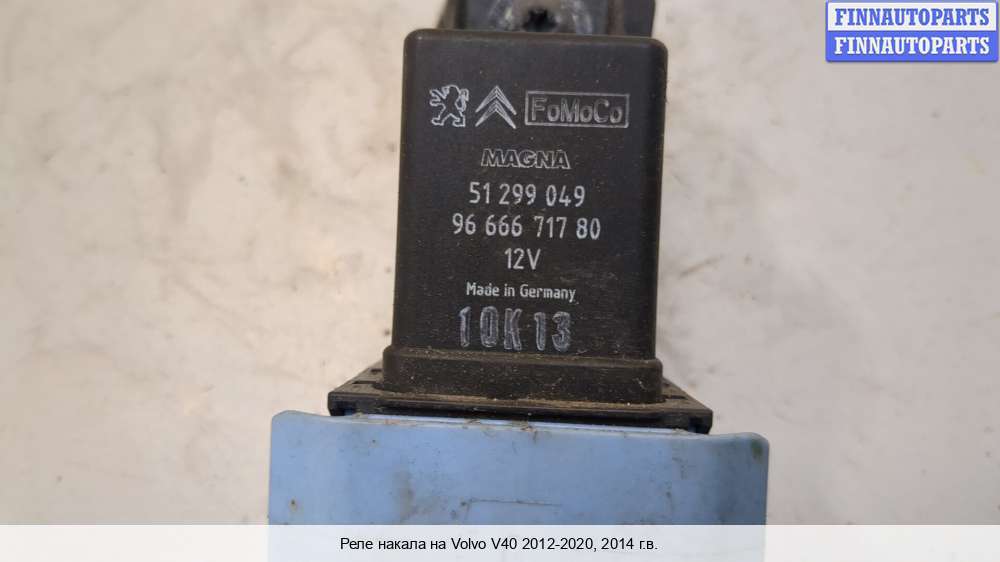 FINNAUTOPARTS
FINNAUTOPARTS
FoMoCo
MAGNA
51 299 049
96 666 717 80
12V
Made in Germany
10K13
Реле накала на Volvo V40 2012-2020, 2014 г.в.